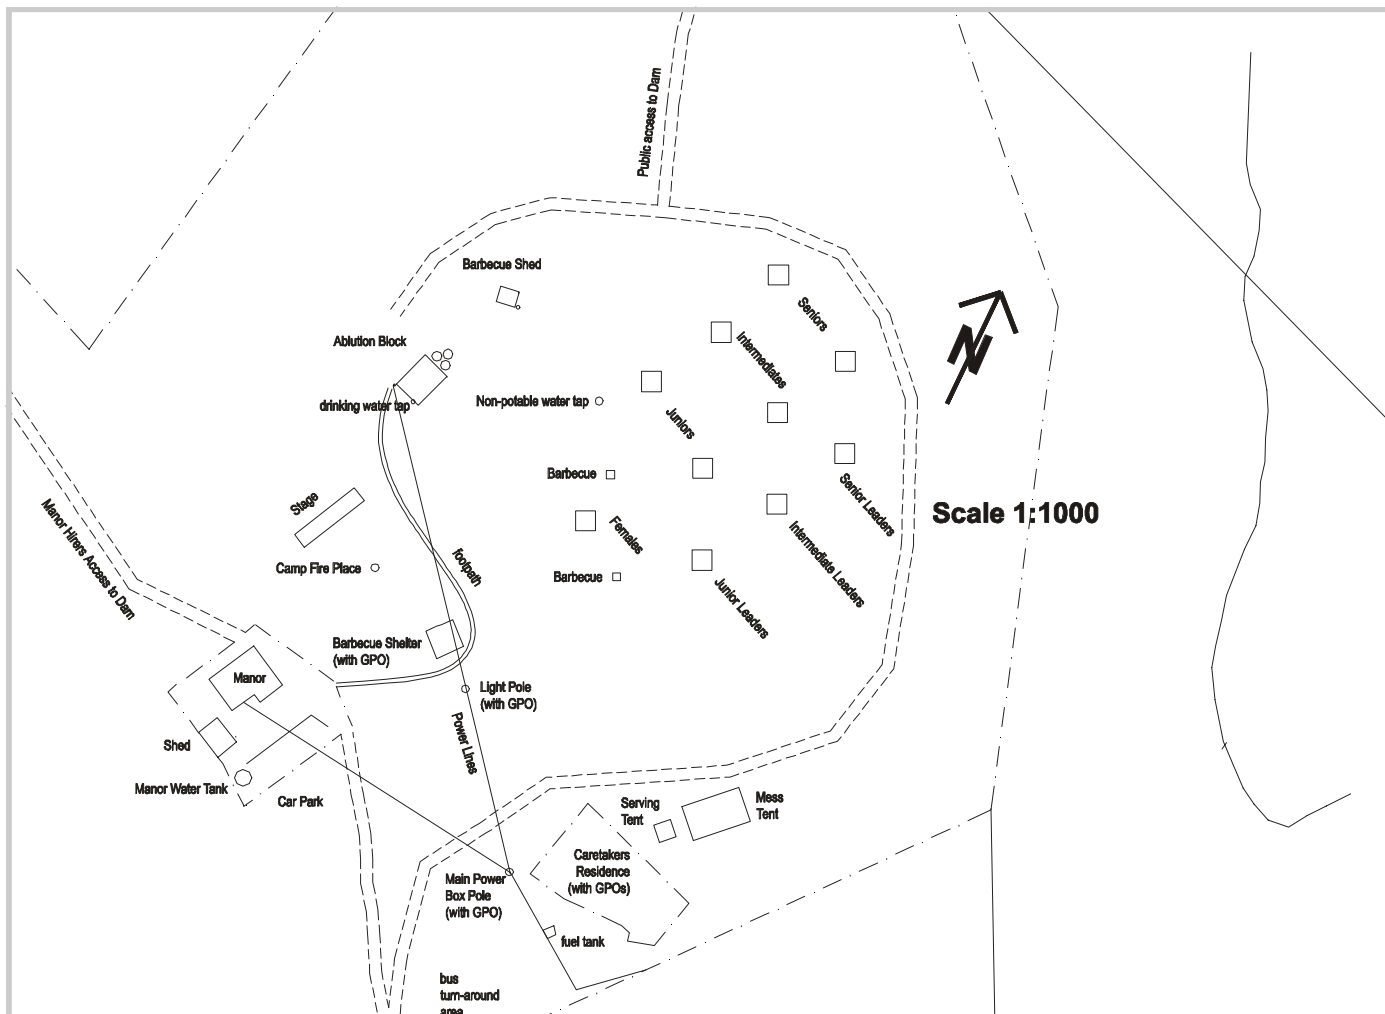 Public access to Dam
Barbecue Shed
Seniors
Ablution Block
Intermediates
N
drinking water tap
Non-potable water tap
Juniors
Barbecue
Senior Leaders
Scale 1:1000
Stage
Manor Hirers Access to Dam
Females
Intermediate Leaders
footpath
Camp Fire Place
Barbecue
Junior Leaders
Barbecue Shelter
(with GPO)
Manor
Light Pole
(with GPO)
Power Lines
Shed
Manor Water Tank
Car Park
Serving
Tent
Mess
Tent
Caretakers
Residence
(with GPOs)
Main Power
Box Pole
(with GPO)
fuel tank
bus
turn-around
area